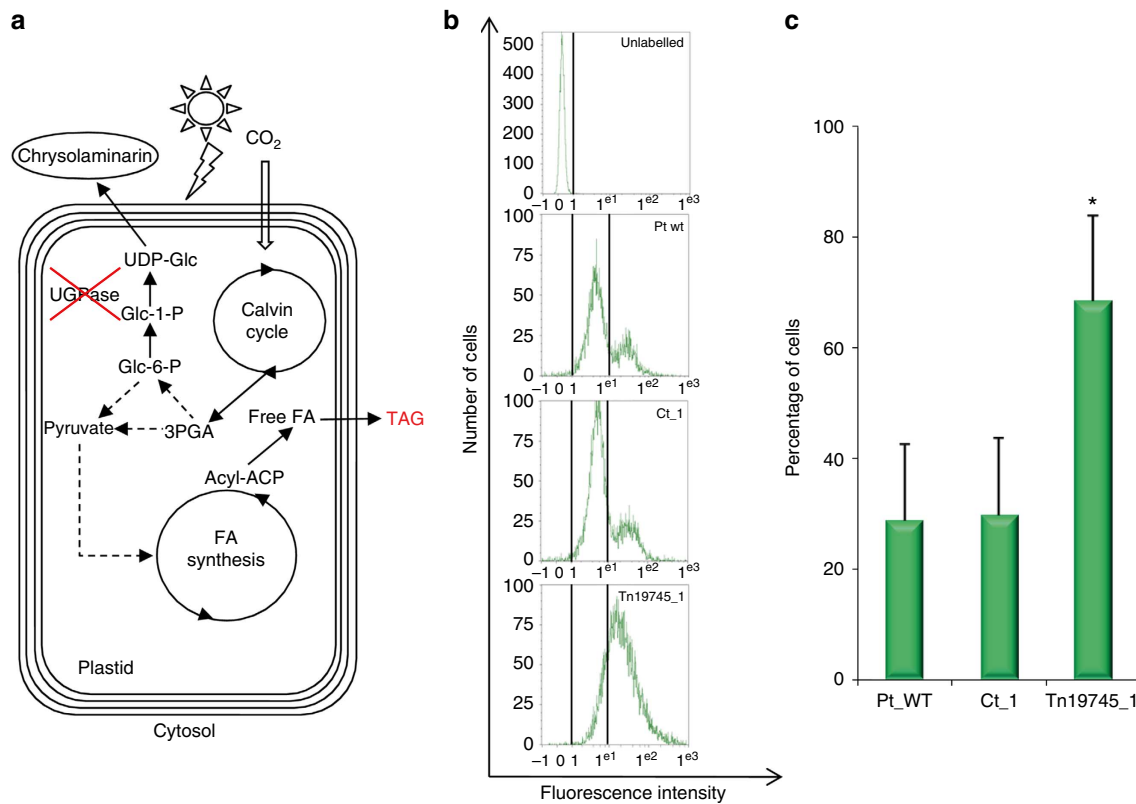 a
CO2
Chrysolaminarin
UDP-Glc
UGPase
Glc-1-P
Calvin
cycle
Glc-6-P
Free FA
TAG
Pyruvate
3PGA
Acyl-ACP
FA
synthesis
Plastid
Cytosol
b
Number of cells
Unlabelled
500
400
300
200
100
0
–1 0 1 1e1 1e2 1e3
Pt wt
100
75
50
25
0
–1 0 1 1e1 1e2 1e3
Ct_1
100
75
50
25
0
–1 0 1 1e1 1e2 1e3
Tn19745_1
100
75
50
25
0
–1 0 1 1e1 1e2 1e3
Fluorescence intensity
c
Percentage of cells
100
80
60
40
20
0
*
Pt_WT Ct_1 Tn19745_1